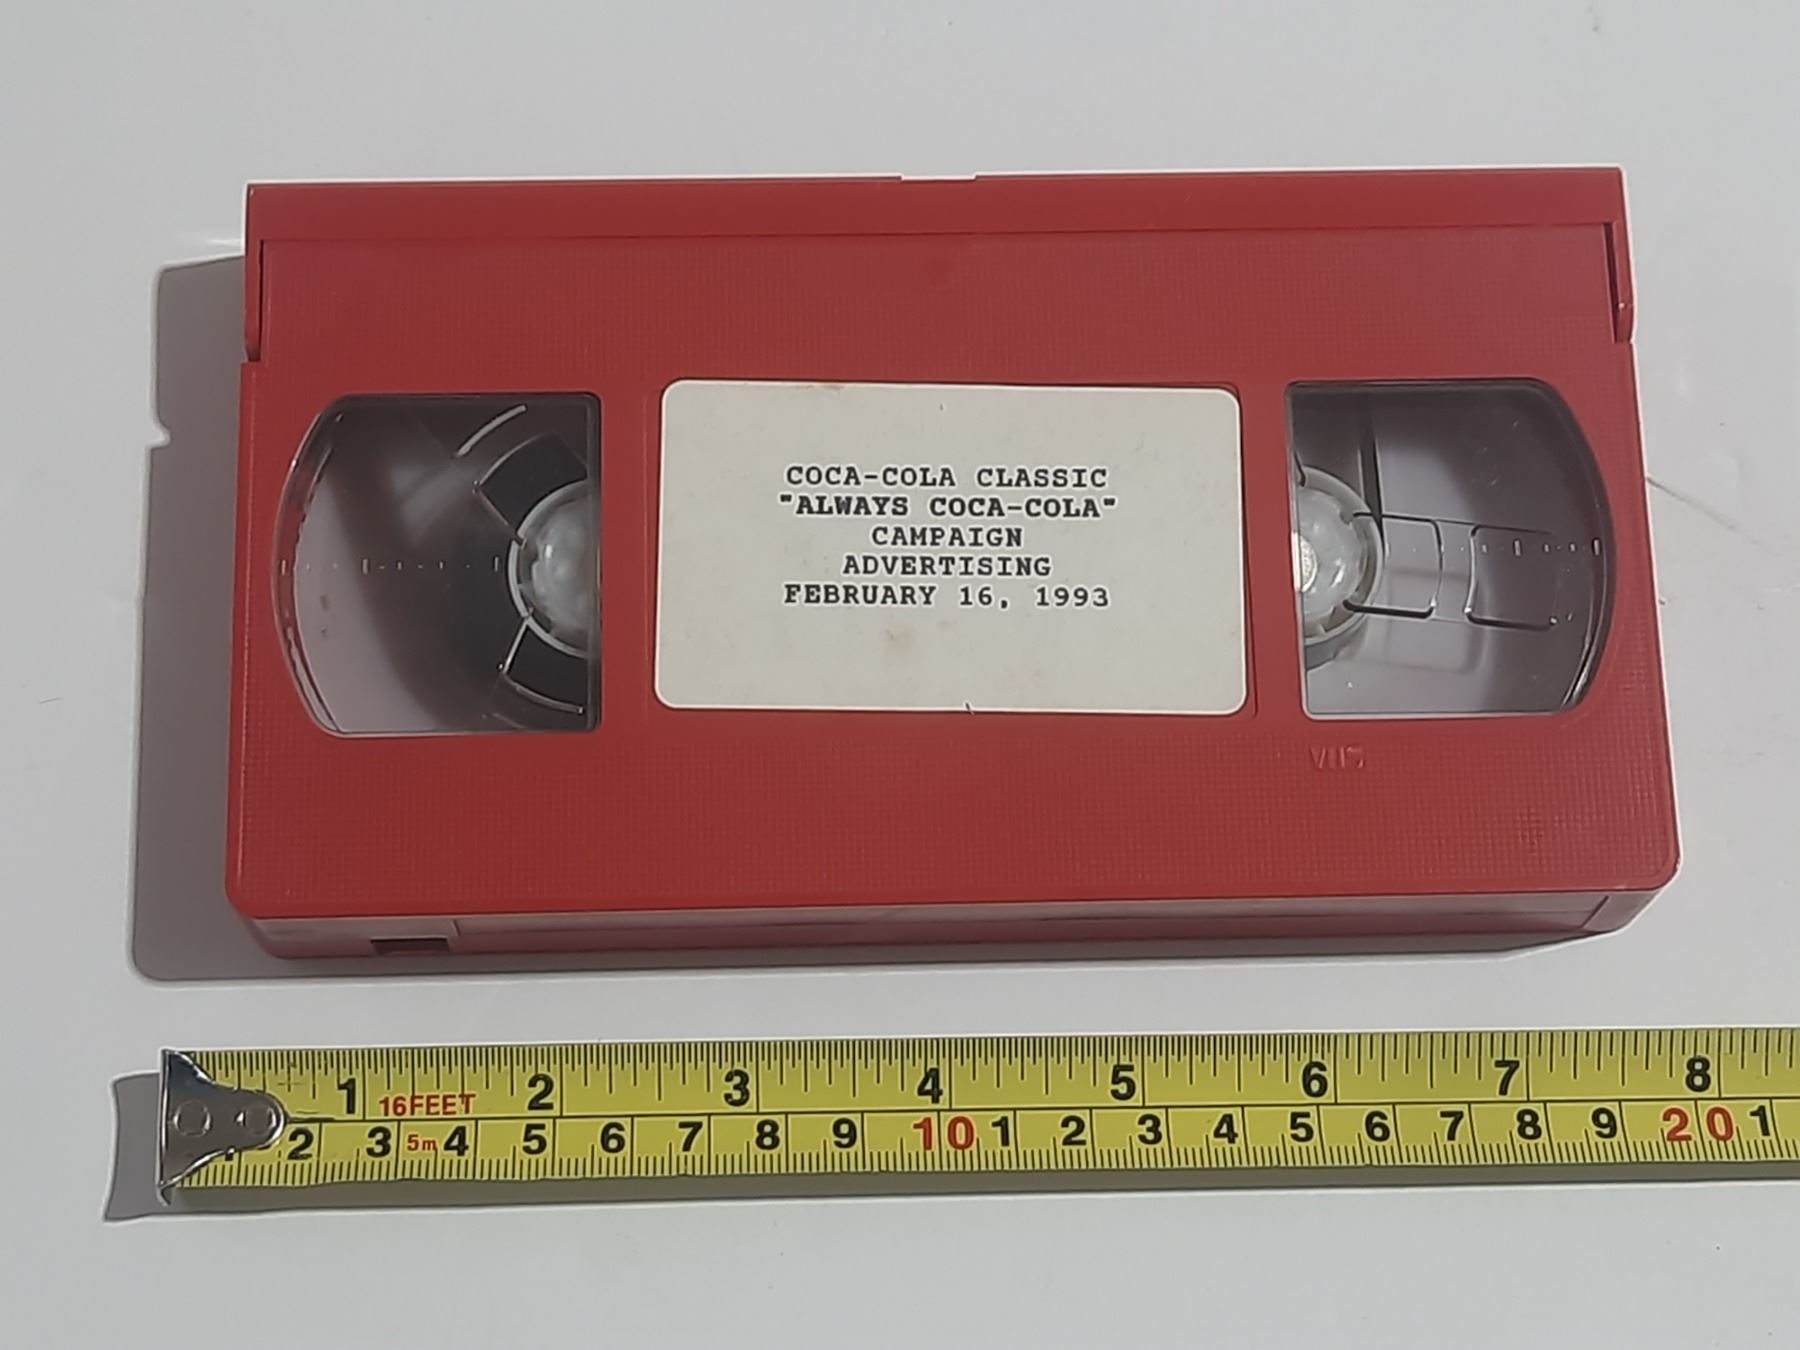 COCA-COLA CLASSIC
"ALWAYS COCA-COLA"
CAMPAIGN
ADVERTISING
FEBRUARY 16, 1993
VHS
1 16FEET 2 3 4 5 6 7 8
1 2 3 5m 4 5 6 7 8 9 10 1 2 3 4 5 6 7 8 9 20 1